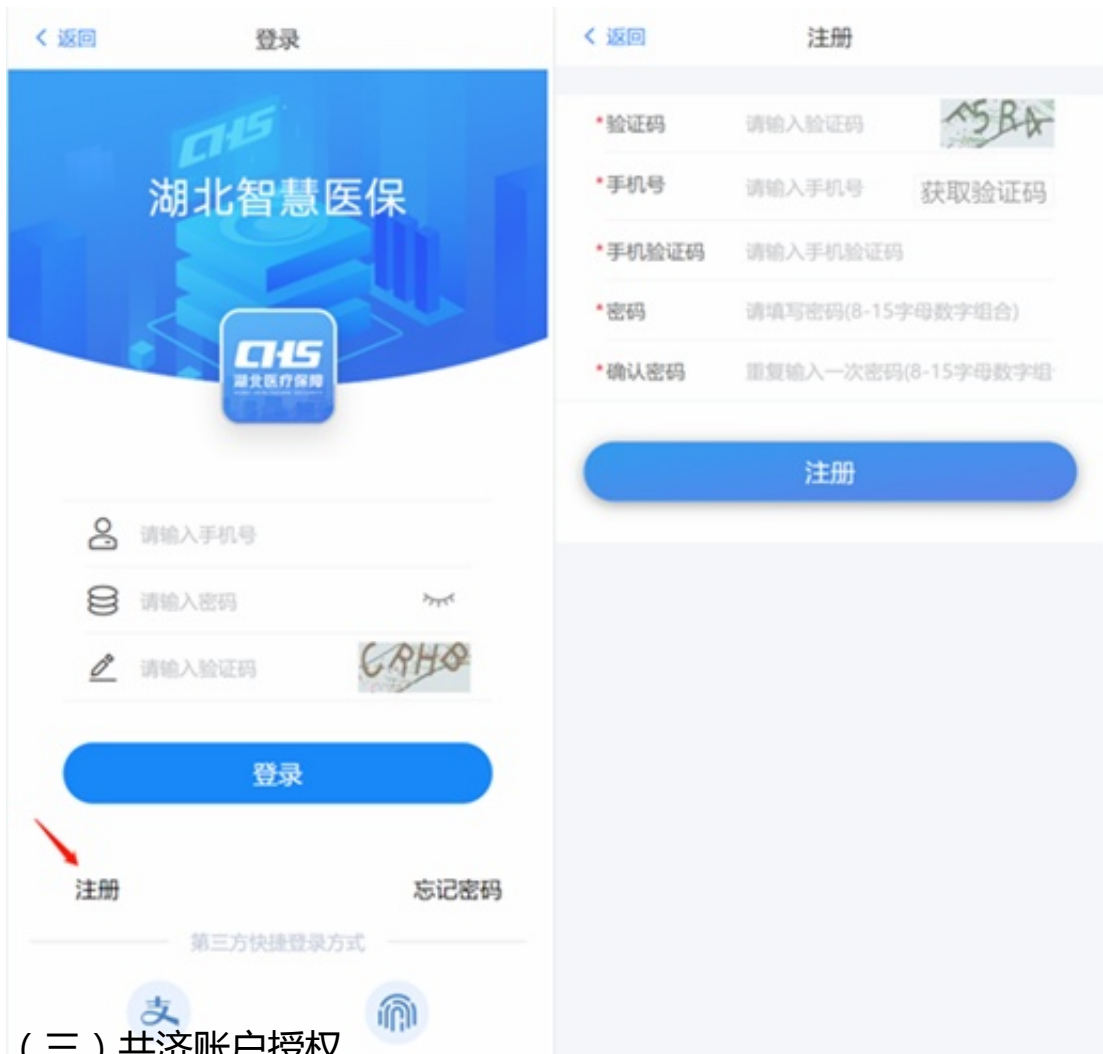 返回
登录
CHS
湖北智慧医保
CHS
湖北医疗保障
请输入手机号
请输入密码
请输入验证码
CRHB
登录
注册
忘记密码
第三方快捷登录方式
支
(三)共济账户授权
返回
注册
*验证码
请输入验证码
*手机号
请输入手机号
获取验证码
*手机验证码
请输入手机验证码
*密码
请填写密码(8-15字母数字组合)
*确认密码
重复输入一次密码(8-15字母数字组
注册